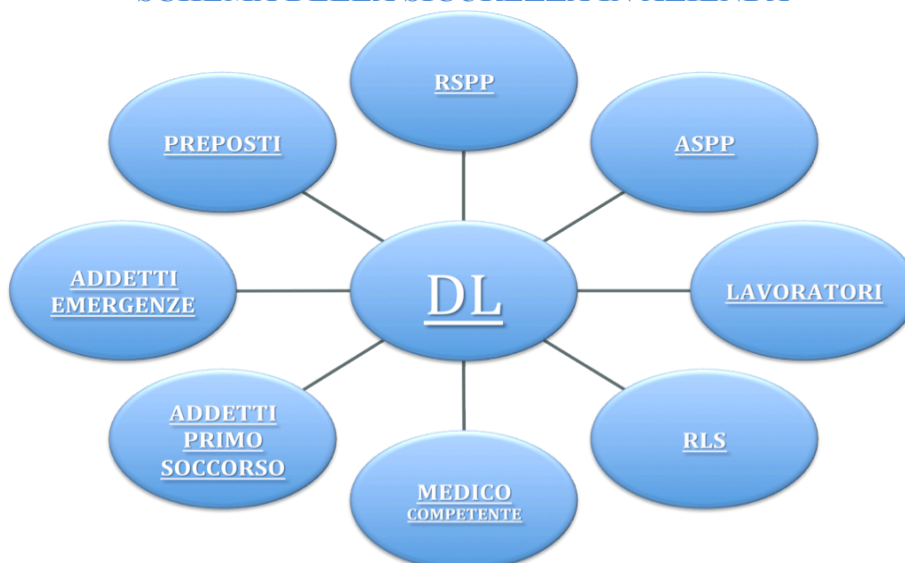 RSPP
PREPOSTI
ASPP
DL
ADDETTI
EMERGENZE
LAVORATORI
ADDETTI
PRIMO
SOCCORSO
RLS
MEDICO
COMPETENTE